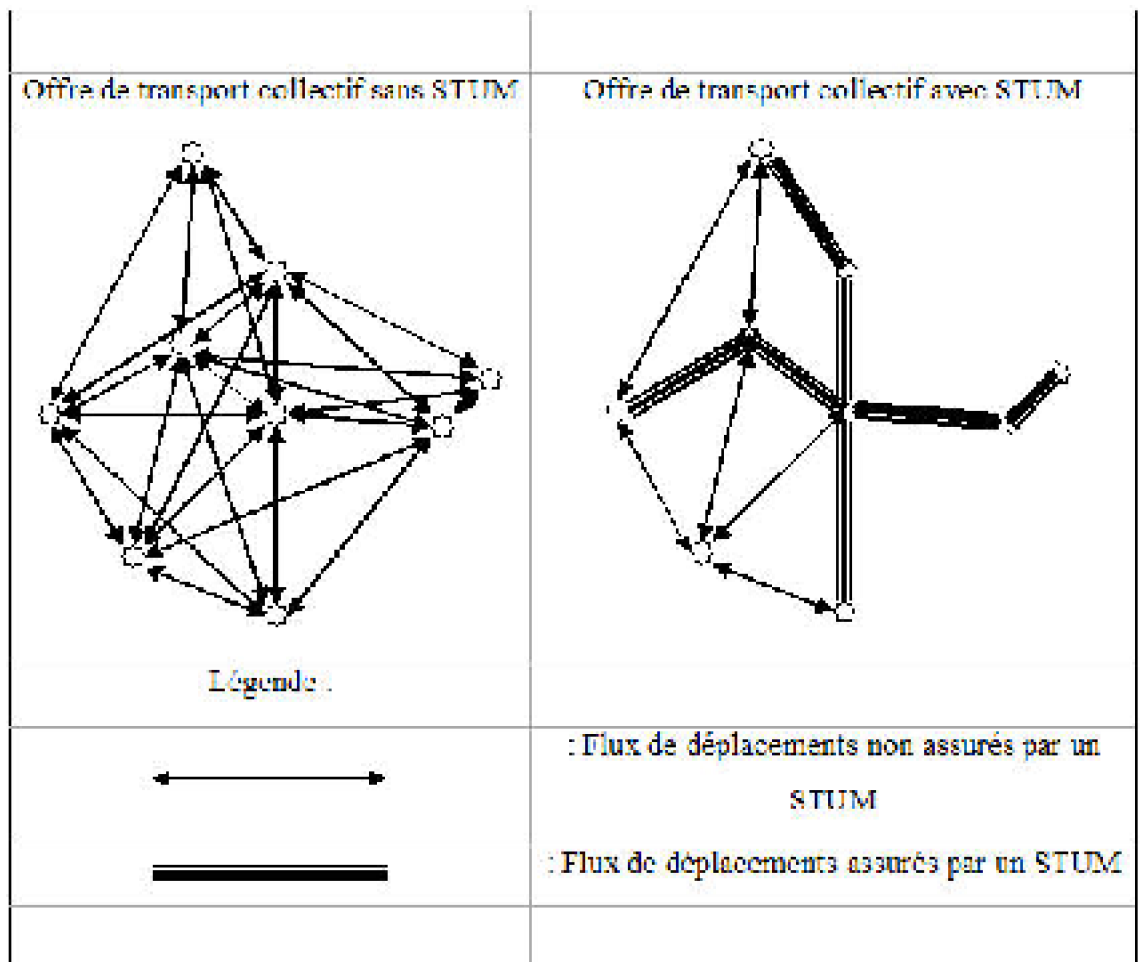 Offre de transport collectif sans STUM
Offre de transport collectif avec STUM
Légende :
: Flux de déplacements non assurés par un
STUM
: Flux de déplacements assurés par un STUM